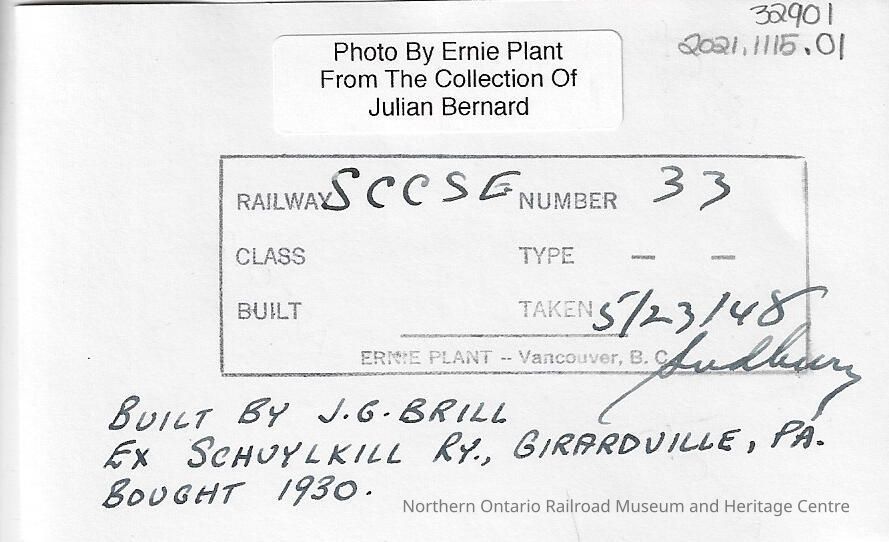 32901
2021.1115.01
Photo By Ernie Plant
From The Collection Of
Julian Bernard
RAILWAY SCCSE NUMBER 33
CLASS TYPE — —
BUILT TAKEN 5/23/48
ERNIE PLANT -- Vancouver, B. C.
Sudbury
BUILT BY J.G. BRILL
EX SCHUYLKILL RY., GIRARDVILLE, PA.
BOUGHT 1930.
Northern Ontario Railroad Museum and Heritage Centre